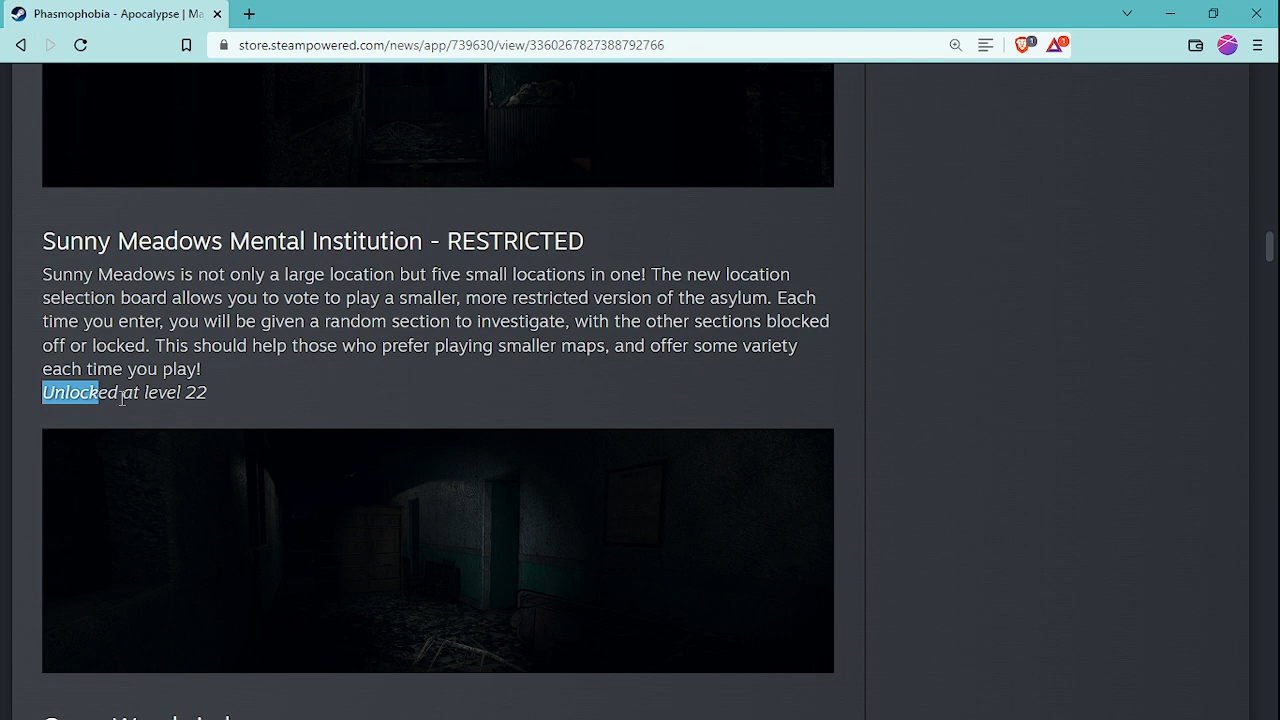 Phasmophobia - Apocalypse | Ma
store.steampowered.com/news/app/739630/view/3360267827388792766
1
1
Sunny Meadows Mental Institution - RESTRICTED
Sunny Meadows is not only a large location but five small locations in one! The new location
selection board allows you to vote to play a smaller, more restricted version of the asylum. Each
time you enter, you will be given a random section to investigate, with the other sections blocked
off or locked. This should help those who prefer playing smaller maps, and offer some variety
each time you play!
Unlocked at level 22